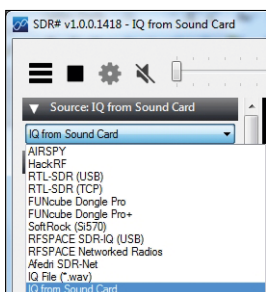 SDR# v1.0.0.1418 - IQ from Sound Card
Source: IQ from Sound Card
IQ from Sound Card
AIRSPY
HackRF
RTL-SDR (USB)
RTL-SDR (TCP)
FUNcube Dongle Pro
FUNcube Dongle Pro+
SoftRock (Si570)
RFSPACE SDR-IQ (USB)
RFSPACE Networked Radios
Afedri SDR-Net
IQ File (*.wav)
IQ from Sound Card